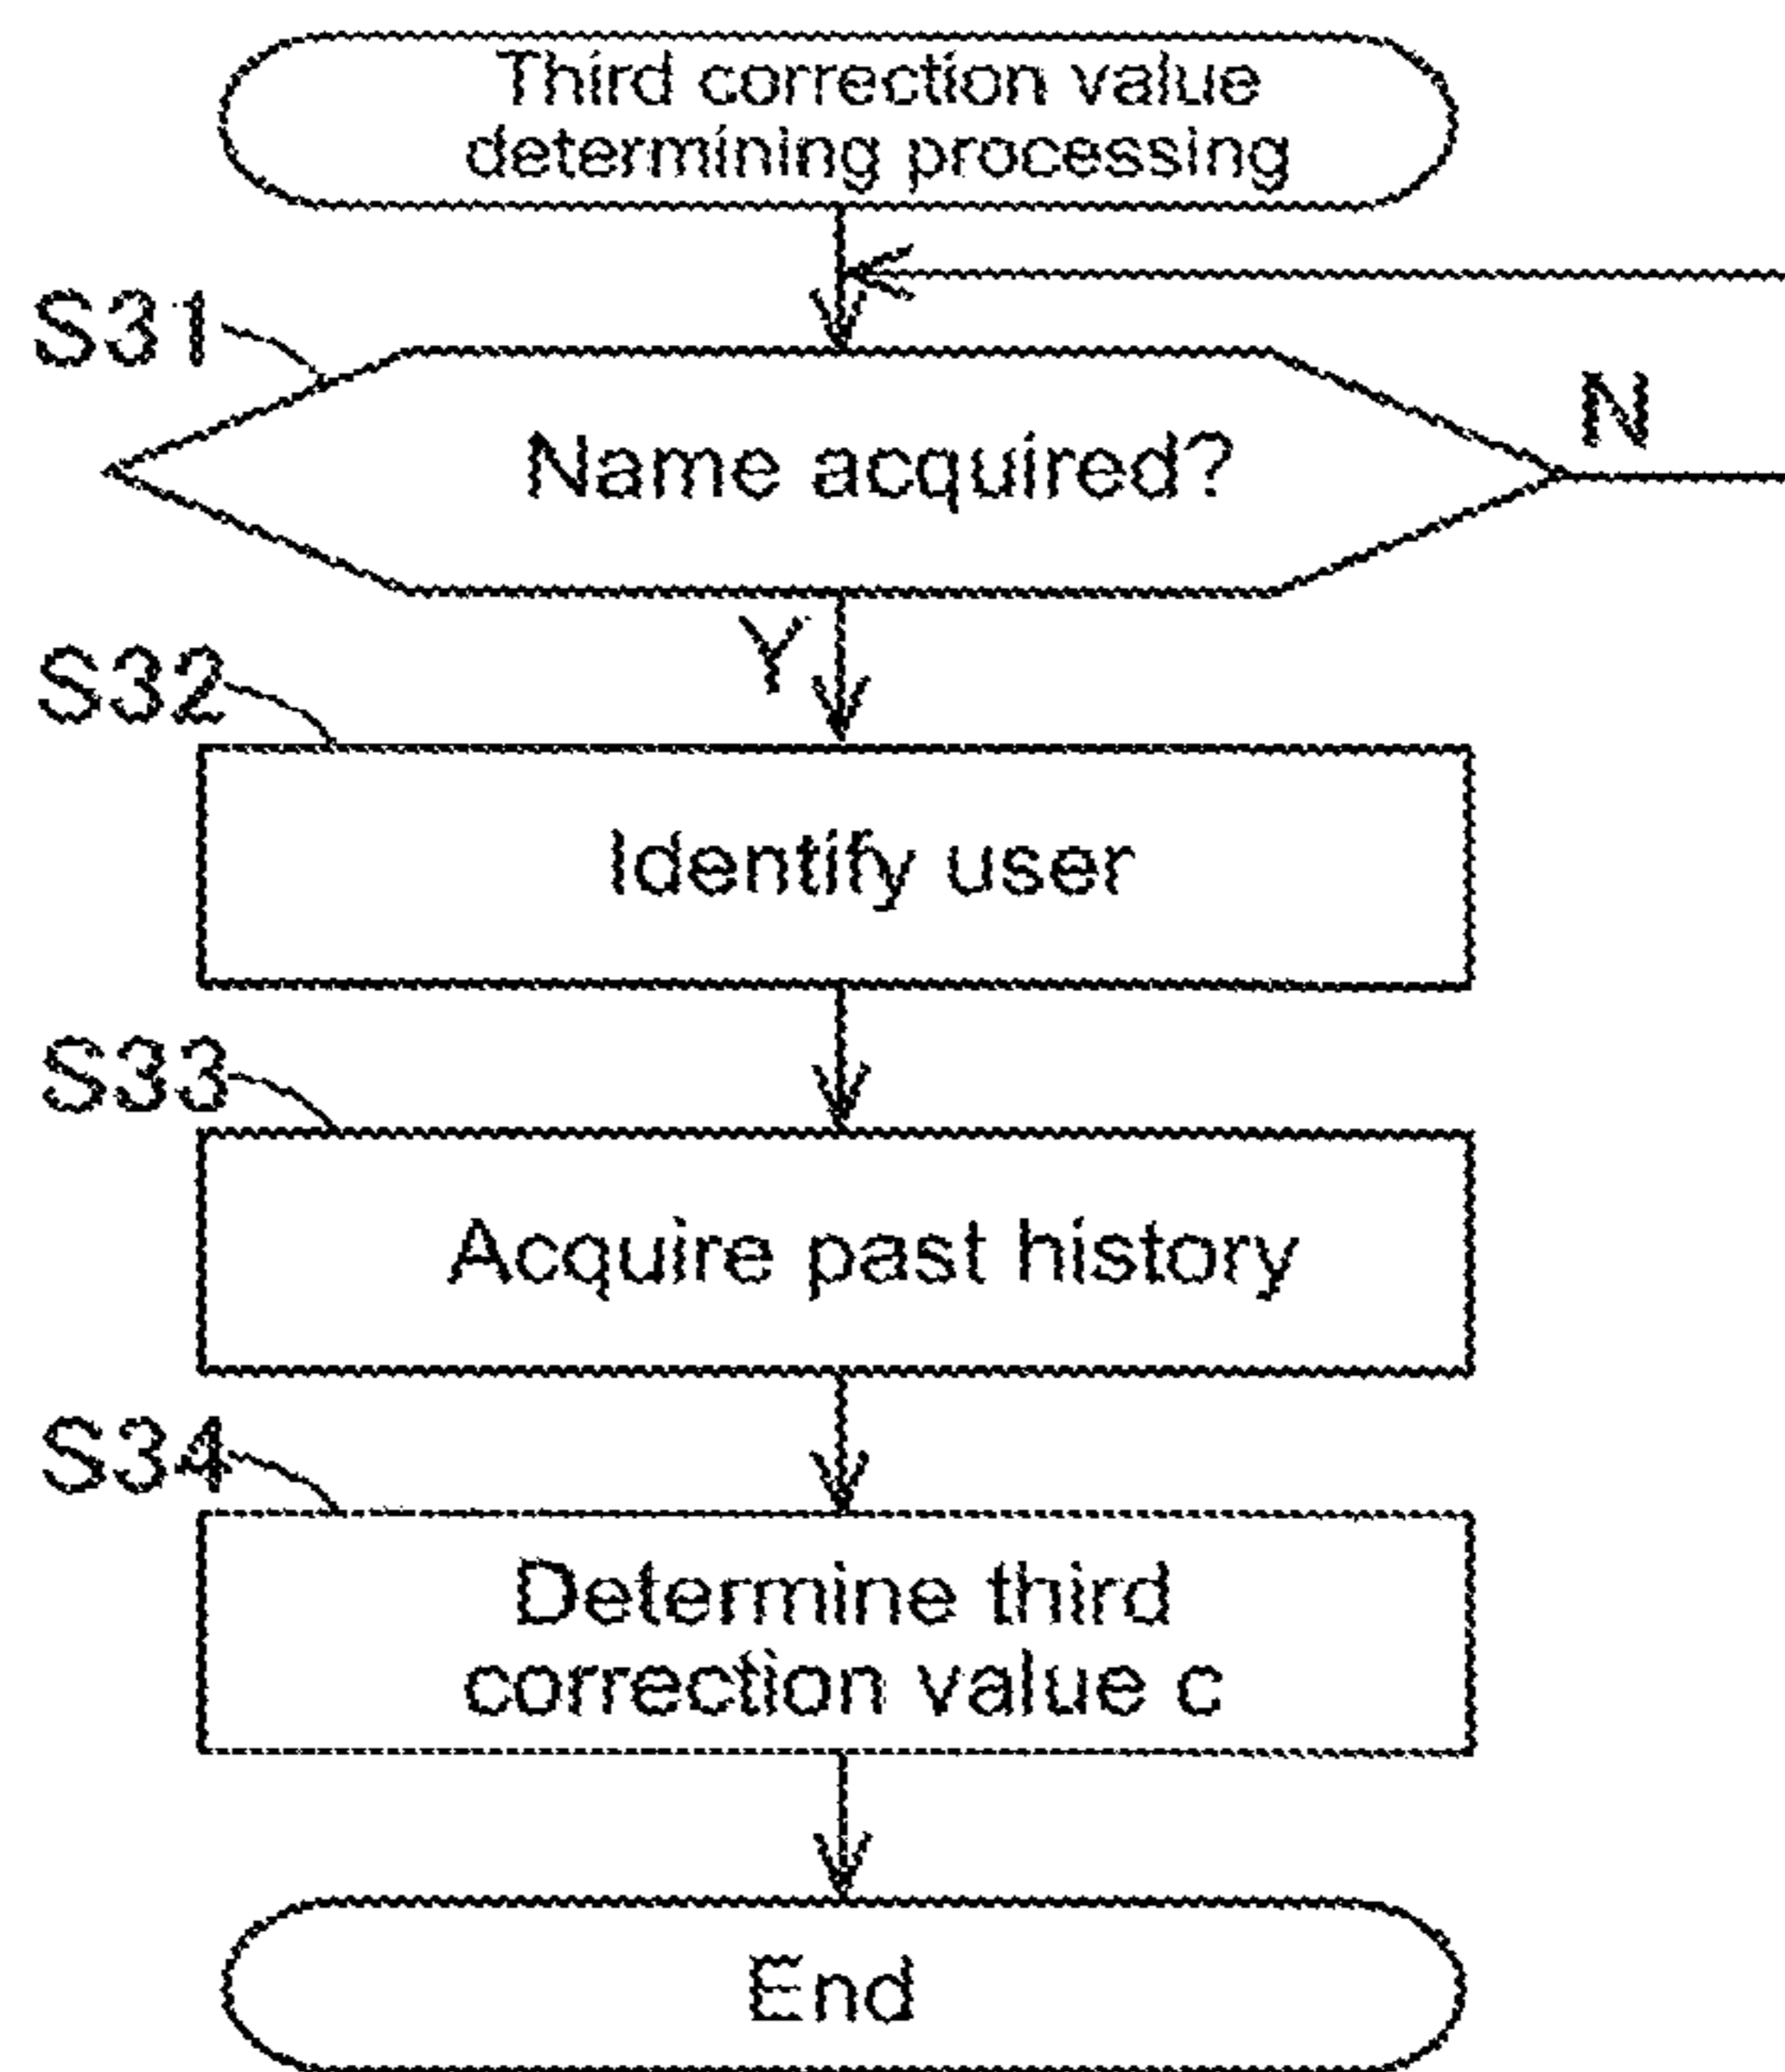 Third correction value
determining processing
S31
Name acquired?
N
Y
S32
Identify user
S33
Acquire past history
S34
Determine third
correction value c
End